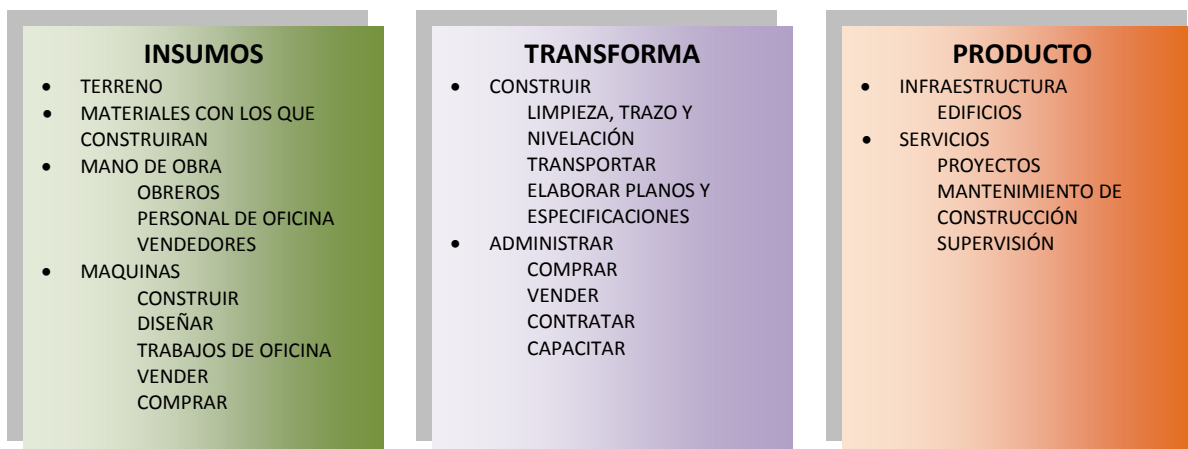 INSUMOS
• TERRENO
• MATERIALES CON LOS QUE
CONSTRUIRAN
• MANO DE OBRA
OBREROS
PERSONAL DE OFICINA
VENDEDORES
• MAQUINAS
CONSTRUIR
DISEÑAR
TRABAJOS DE OFICINA
VENDER
COMPRAR
TRANSFORMA
• CONSTRUIR
LIMPIEZA, TRAZO Y
NIVELACIÓN
TRANSPORTAR
ELABORAR PLANOS Y
ESPECIFICACIONES
• ADMINISTRAR
COMPRAR
VENDER
CONTRATAR
CAPACITAR
PRODUCTO
• INFRAESTRUCTURA
EDIFICIOS
• SERVICIOS
PROYECTOS
MANTENIMIENTO DE
CONSTRUCCIÓN
SUPERVISIÓN